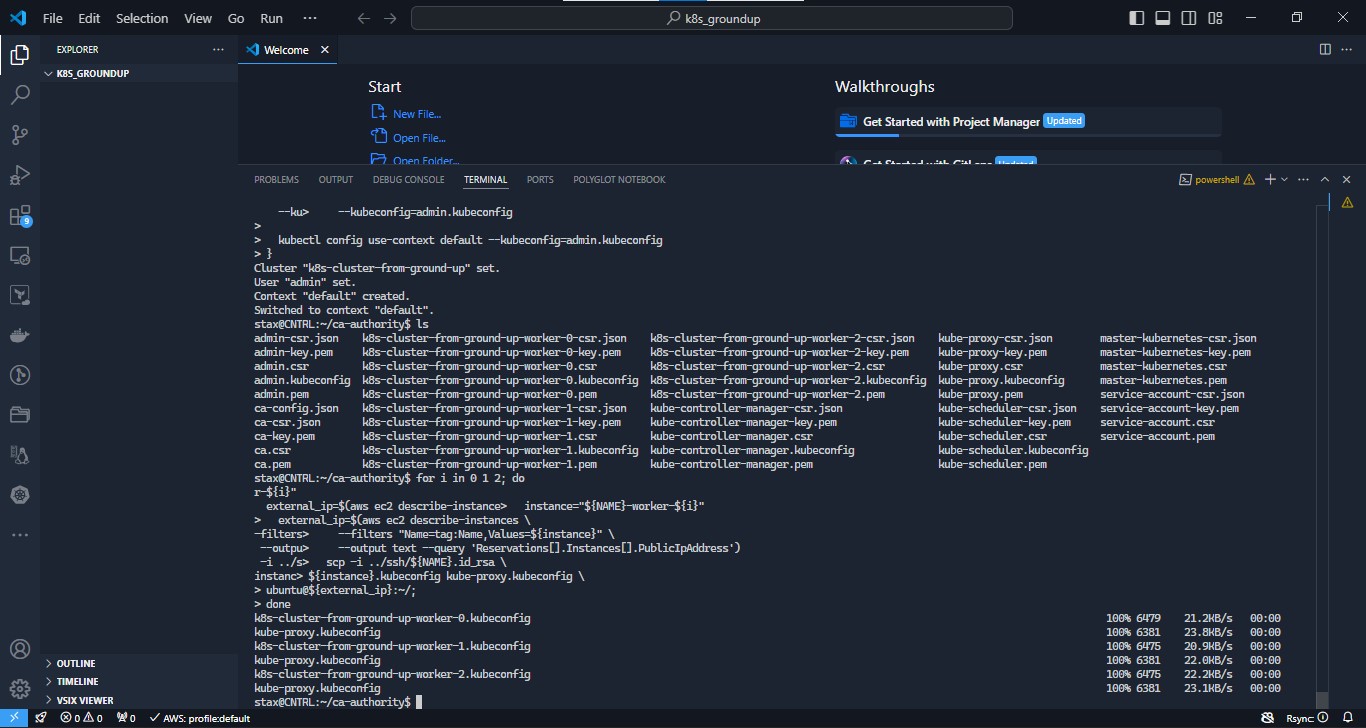 File Edit Selection View Go Run ···
k8s_groundup
EXPLORER ···
K8S_GROUNDUP
Welcome
Start
New File...
Open File...
Open Folder...
Walkthroughs
Get Started with Project Manager Updated
Get Started with GitLens Updated
PROBLEMS OUTPUT DEBUG CONSOLE TERMINAL PORTS POLYGLOT NOTEBOOK
powershell
--ku>     --kubeconfig=admin.kubeconfig
>
>   kubectl config use-context default --kubeconfig=admin.kubeconfig
> }
Cluster "k8s-cluster-from-ground-up" set.
User "admin" set.
Context "default" created.
Switched to context "default".
stax@CNTRL:~/ca-authority$ ls
admin-csr.json k8s-cluster-from-ground-up-worker-0-csr.json k8s-cluster-from-ground-up-worker-2-csr.json kube-proxy-csr.json master-kubernetes-csr.json
admin-key.pem k8s-cluster-from-ground-up-worker-0-key.pem k8s-cluster-from-ground-up-worker-2-key.pem kube-proxy-key.pem master-kubernetes-key.pem
admin.csr k8s-cluster-from-ground-up-worker-0.csr k8s-cluster-from-ground-up-worker-2.csr kube-proxy.csr master-kubernetes.csr
admin.kubeconfig k8s-cluster-from-ground-up-worker-0.kubeconfig k8s-cluster-from-ground-up-worker-2.kubeconfig kube-proxy.kubeconfig master-kubernetes.pem
admin.pem k8s-cluster-from-ground-up-worker-0.pem k8s-cluster-from-ground-up-worker-2.pem kube-proxy.pem service-account-csr.json
ca-config.json k8s-cluster-from-ground-up-worker-1-csr.json kube-controller-manager-csr.json kube-scheduler-csr.json service-account-key.pem
ca-csr.json k8s-cluster-from-ground-up-worker-1-key.pem kube-controller-manager-key.pem kube-scheduler-key.pem service-account.csr
ca-key.pem k8s-cluster-from-ground-up-worker-1.csr kube-controller-manager.csr kube-scheduler.csr service-account.pem
ca.csr k8s-cluster-from-ground-up-worker-1.kubeconfig kube-controller-manager.kubeconfig kube-scheduler.kubeconfig
ca.pem k8s-cluster-from-ground-up-worker-1.pem kube-controller-manager.pem kube-scheduler.pem
stax@CNTRL:~/ca-authority$ for i in 0 1 2; do
r-${i}"
  external_ip=$(aws ec2 describe-instance>   instance="${NAME}-worker-${i}"
>   external_ip=$(aws ec2 describe-instances \
-filters>     --filters "Name=tag:Name,Values=${instance}" \
 --outpu>     --output text --query 'Reservations[].Instances[].PublicIpAddress')
 -i ../s>   scp -i ../ssh/${NAME}.id_rsa \
instanc> ${instance}.kubeconfig kube-proxy.kubeconfig \
> ubuntu@${external_ip}:~/;
> done
k8s-cluster-from-ground-up-worker-0.kubeconfig 100% 6479 21.2KB/s 00:00
kube-proxy.kubeconfig 100% 6381 23.8KB/s 00:00
k8s-cluster-from-ground-up-worker-1.kubeconfig 100% 6475 20.9KB/s 00:00
kube-proxy.kubeconfig 100% 6381 22.0KB/s 00:00
k8s-cluster-from-ground-up-worker-2.kubeconfig 100% 6475 22.2KB/s 00:00
kube-proxy.kubeconfig 100% 6381 23.1KB/s 00:00
stax@CNTRL:~/ca-authority$
9
OUTLINE
TIMELINE
VSIX VIEWER
0 0 0 AWS: profile:default
Rsync: